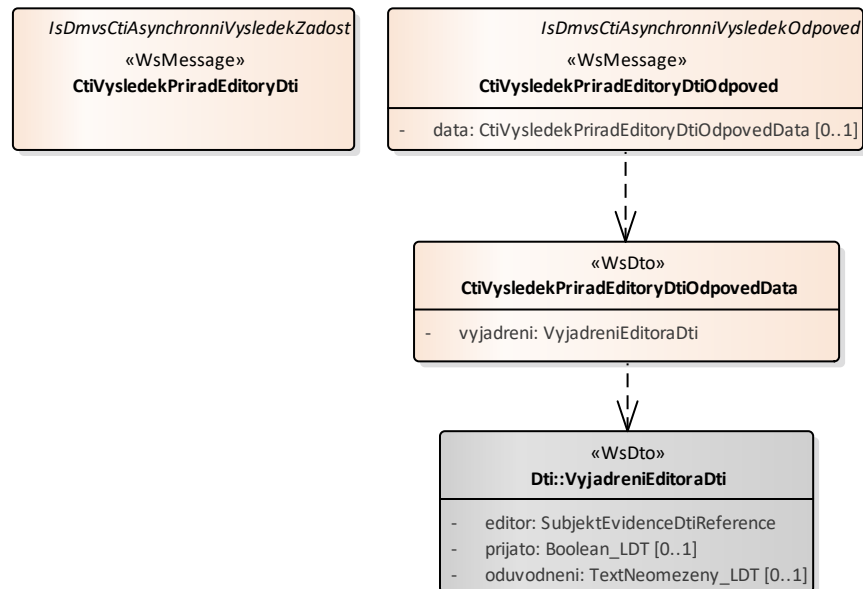 IsDmvsCtiAsynchronniVysledekZadost
«WsMessage»
CtiVysledekPriradEditoryDti
IsDmvsCtiAsynchronniVysledekOdpoved
«WsMessage»
CtiVysledekPriradEditoryDtiOdpoved
- data: CtiVysledekPriradEditoryDtiOdpovedData [0..1]
«WsDto»
CtiVysledekPriradEditoryDtiOdpovedData
- vyjadreni: VyjadreniEditoraDti
«WsDto»
Dti::VyjadreniEditoraDti
- editor: SubjektEvidenceDtiReference
- prijato: Boolean_LDT [0..1]
- oduvodneni: TextNeomezeny_LDT [0..1]